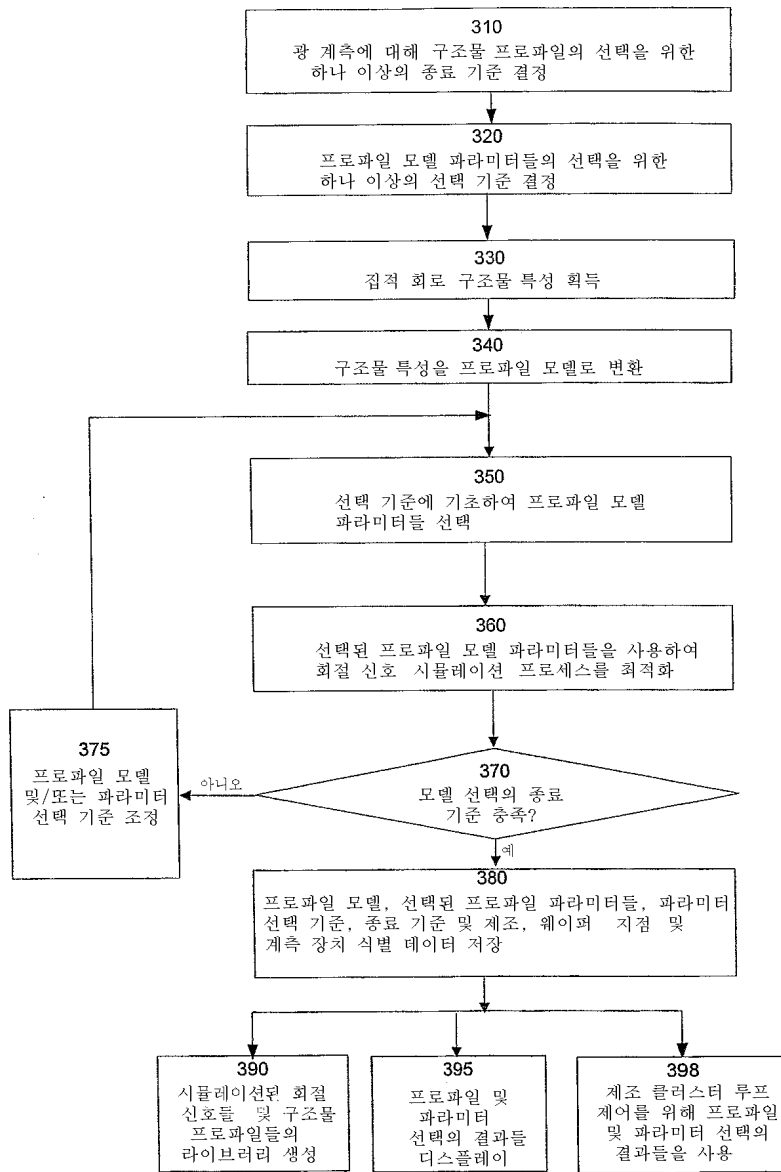 310
광 계측에 대해 구조물 프로파일의 선택을 위한
하나 이상의 종료 기준 결정
320
프로파일 모델 파라미터들의 선택을 위한
하나 이상의 선택 기준 결정
330
집적 회로 구조물 특성 획득
340
구조물 특성을 프로파일 모델로 변환
350
선택 기준에 기초하여 프로파일 모델
파라미터들 선택
360
선택된 프로파일 모델 파라미터들을 사용하여
회절 신호 시뮬레이션 프로세스를 최적화
370
모델 선택의 종료
기준 충족?
아니오
375
프로파일 모델
및/또는 파라미터
선택 기준 조정
예
380
프로파일 모델, 선택된 프로파일 파라미터들, 파라미터
선택 기준, 종료 기준 및 제조, 웨이퍼 지점 및
계측 장치 식별 데이터 저장
390
시뮬레이션된 회절
신호들 및 구조물
프로파일들의
라이브러리 생성
395
프로파일 및
파라미터
선택의 결과들
디스플레이
398
제조 클러스터 루프
제어를 위해 프로파일
및 파라미터 선택의
결과들을 사용